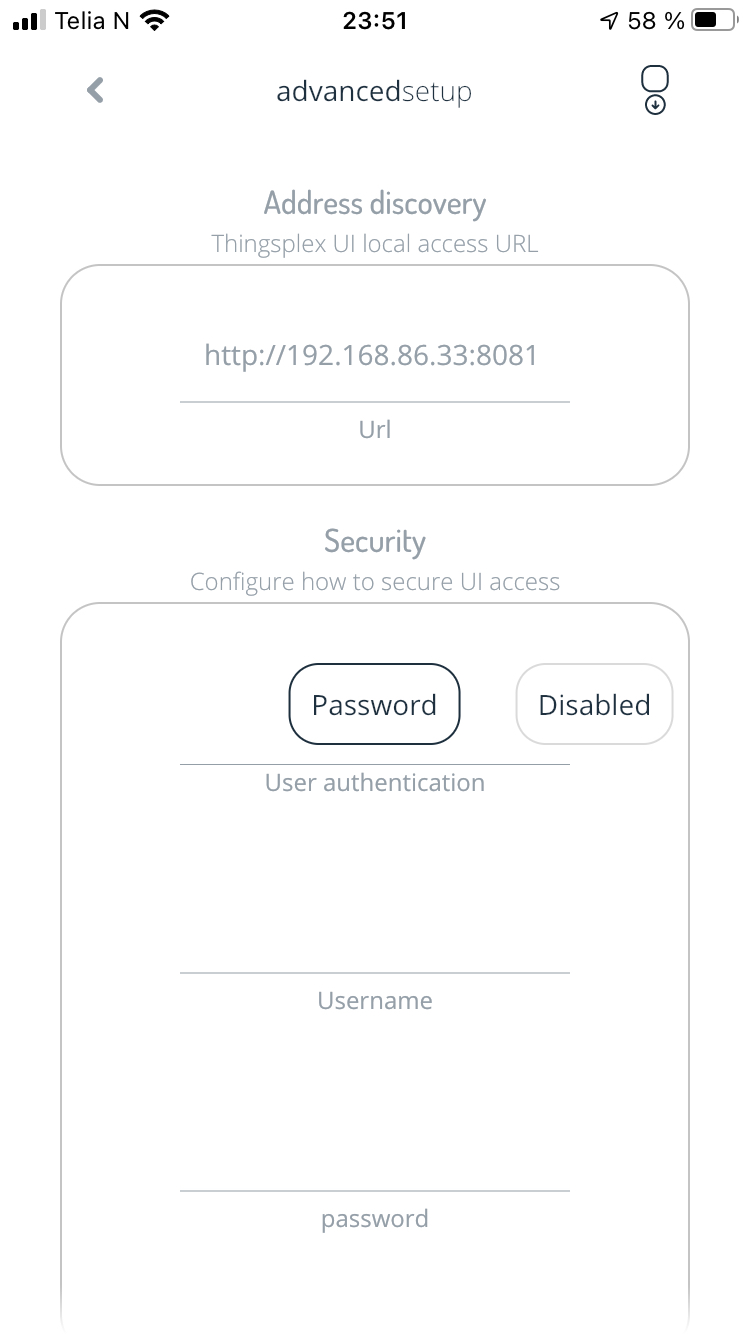 Telia N 23:51 58 %
advancedsetup
Address discovery
Thingsplex UI local access URL
http://192.168.86.33:8081
Url
Security
Configure how to secure UI access
Password Disabled
User authentication
Username
password